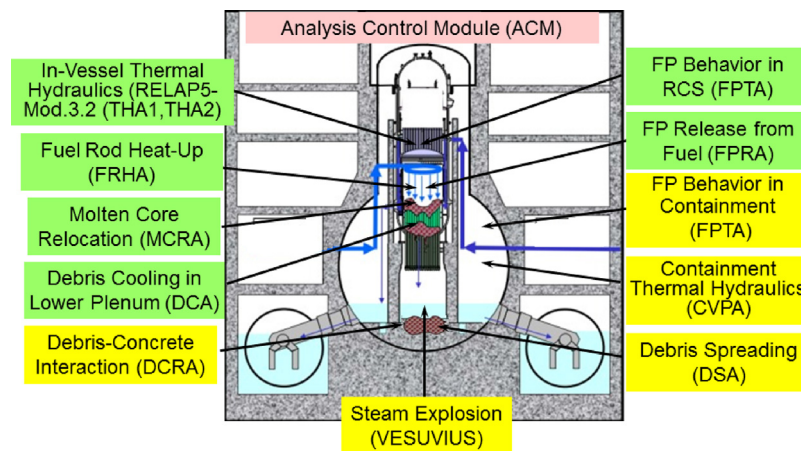 Analysis Control Module (ACM)
In-Vessel Thermal
Hydraulics (RELAP5-
Mod.3.2 (THA1,THA2)
Fuel Rod Heat-Up
(FRHA)
Molten Core
Relocation (MCRA)
Debris Cooling in
Lower Plenum (DCA)
Debris-Concrete
Interaction (DCRA)
FP Behavior in
RCS (FPTA)
FP Release from
Fuel (FPRA)
FP Behavior in
Containment
(FPTA)
Containment
Thermal Hydraulics
(CVPA)
Debris Spreading
(DSA)
Steam Explosion
(VESUVIUS)